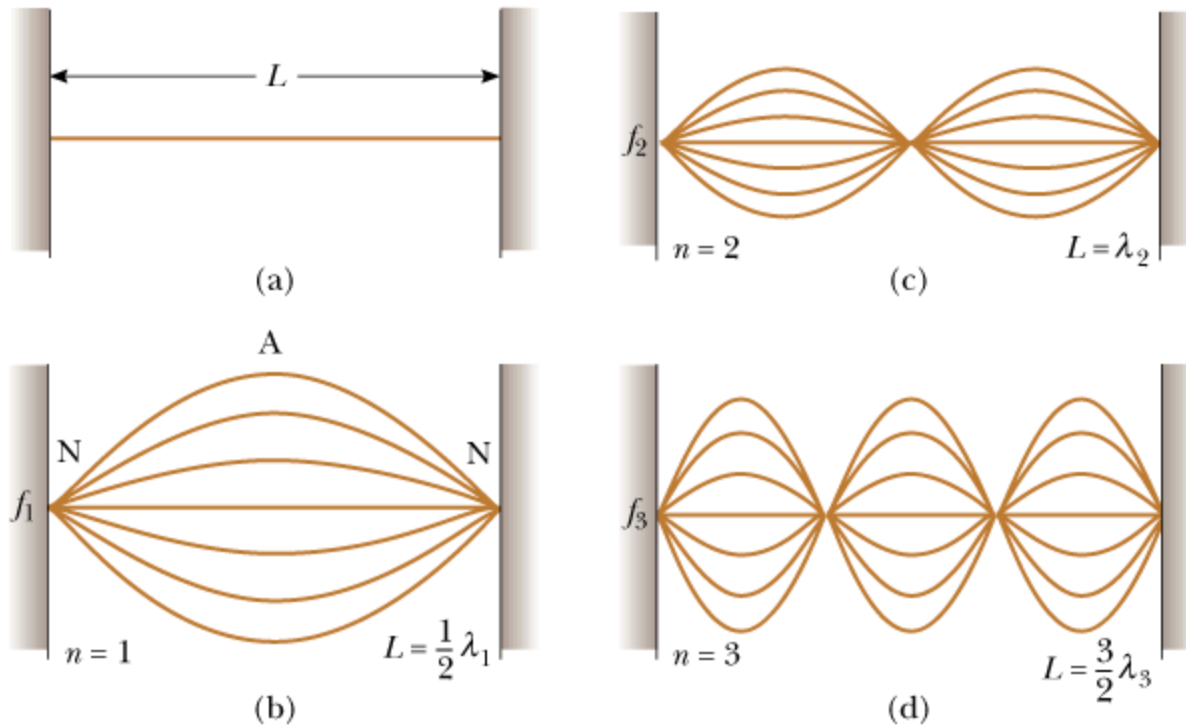 L
(a)
A
N
N
f₁
n = 1
L = 1/2 λ₁
(b)
f₂
n = 2
L = λ₂
(c)
f₃
n = 3
L = 3/2 λ₃
(d)